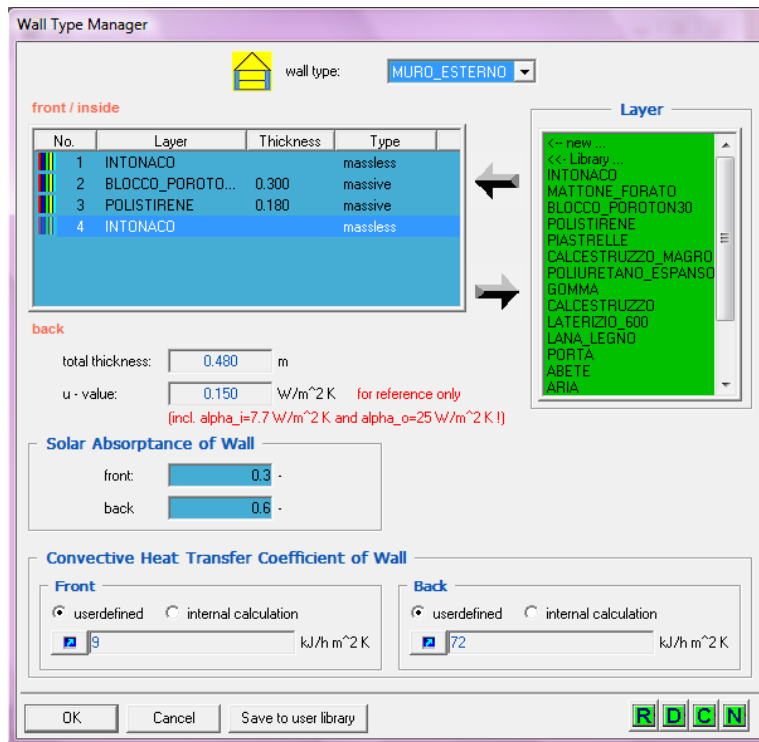 Wall Type Manager
wall type: MURO_ESTERNO
front / inside
No. Layer Thickness Type
1 INTONACO massless
2 BLOCCO_POROTO... 0.300 massive
3 POLISTIRENE 0.180 massive
4 INTONACO massless
back
Layer
<-- new ...
<<- Library ...
INTONACO
MATTONE_FORATO
BLOCCO_POROTON30
POLISTIRENE
PIASTRELLE
CALCESTRUZZO_MAGRO
POLIURETANO_ESPANSO
GOMMA
CALCESTRUZZO
LATERIZIO_600
LANA_LEGNO
PORTA
ABETE
ARIA
total thickness: 0.480 m
u - value: 0.150 W/m^2 K for reference only
(incl. alpha_i=7.7 W/m^2 K and alpha_o=25 W/m^2 K !)
Solar Absorptance of Wall
front: 0.3 -
back 0.6 -
Convective Heat Transfer Coefficient of Wall
Front
userdefined internal calculation
9 kJ/h m^2 K
Back
userdefined internal calculation
72 kJ/h m^2 K
OK Cancel Save to user library R D C N